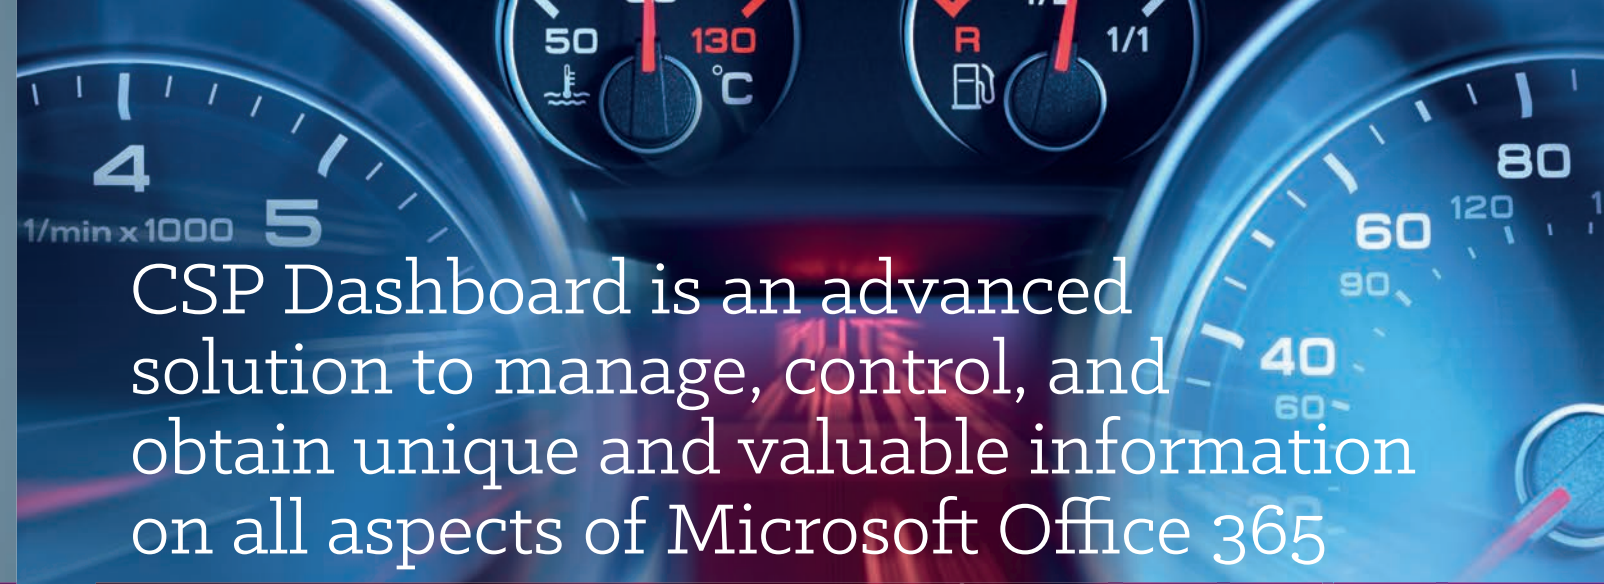 50
130
°C
R
1/1
4
5
1/min x 1000
80
120
60
90
40
60
MUTE
CSP Dashboard is an advanced
solution to manage, control, and
obtain unique and valuable information
on all aspects of Microsoft Office 365